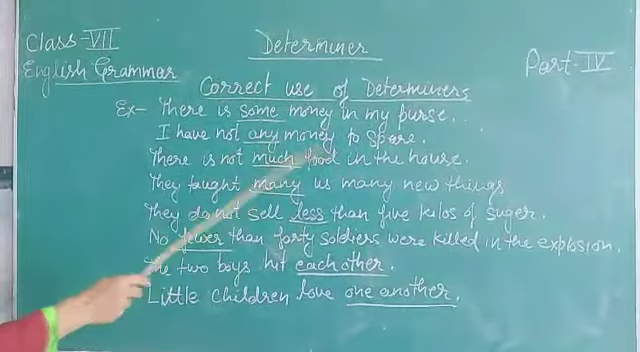 Class-VII
Determiner
English Grammar
Part-IV
Correct use of Determiners
Ex- There is some money in my purse..
I have not any money to spare.
There is not much food in the house.
They taught many us many new things
They do not sell less than five kilos of suger.
No fewer than forty soldiers were killed in the explosion.
The two boys hit each other.
Little children love one another.